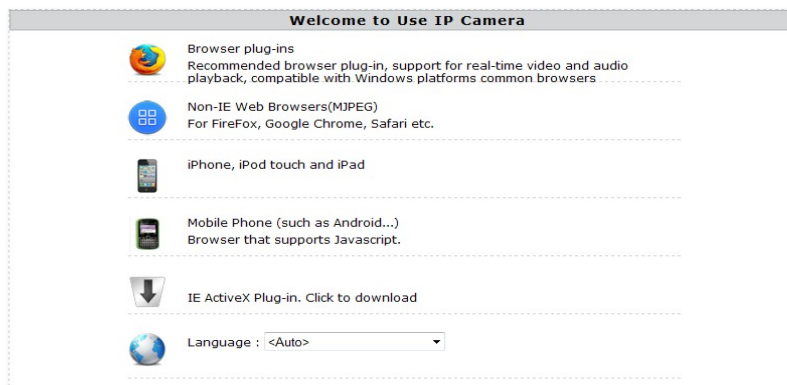 Welcome to Use IP Camera
Browser plug-ins
Recommended browser plug-in, support for real-time video and audio
playback, compatible with Windows platforms common browsers
Non-IE Web Browsers(MJPEG)
For FireFox, Google Chrome, Safari etc.
iPhone, iPod touch and iPad
Mobile Phone (such as Android...)
Browser that supports Javascript.
IE ActiveX Plug-in. Click to download
Language : <Auto>